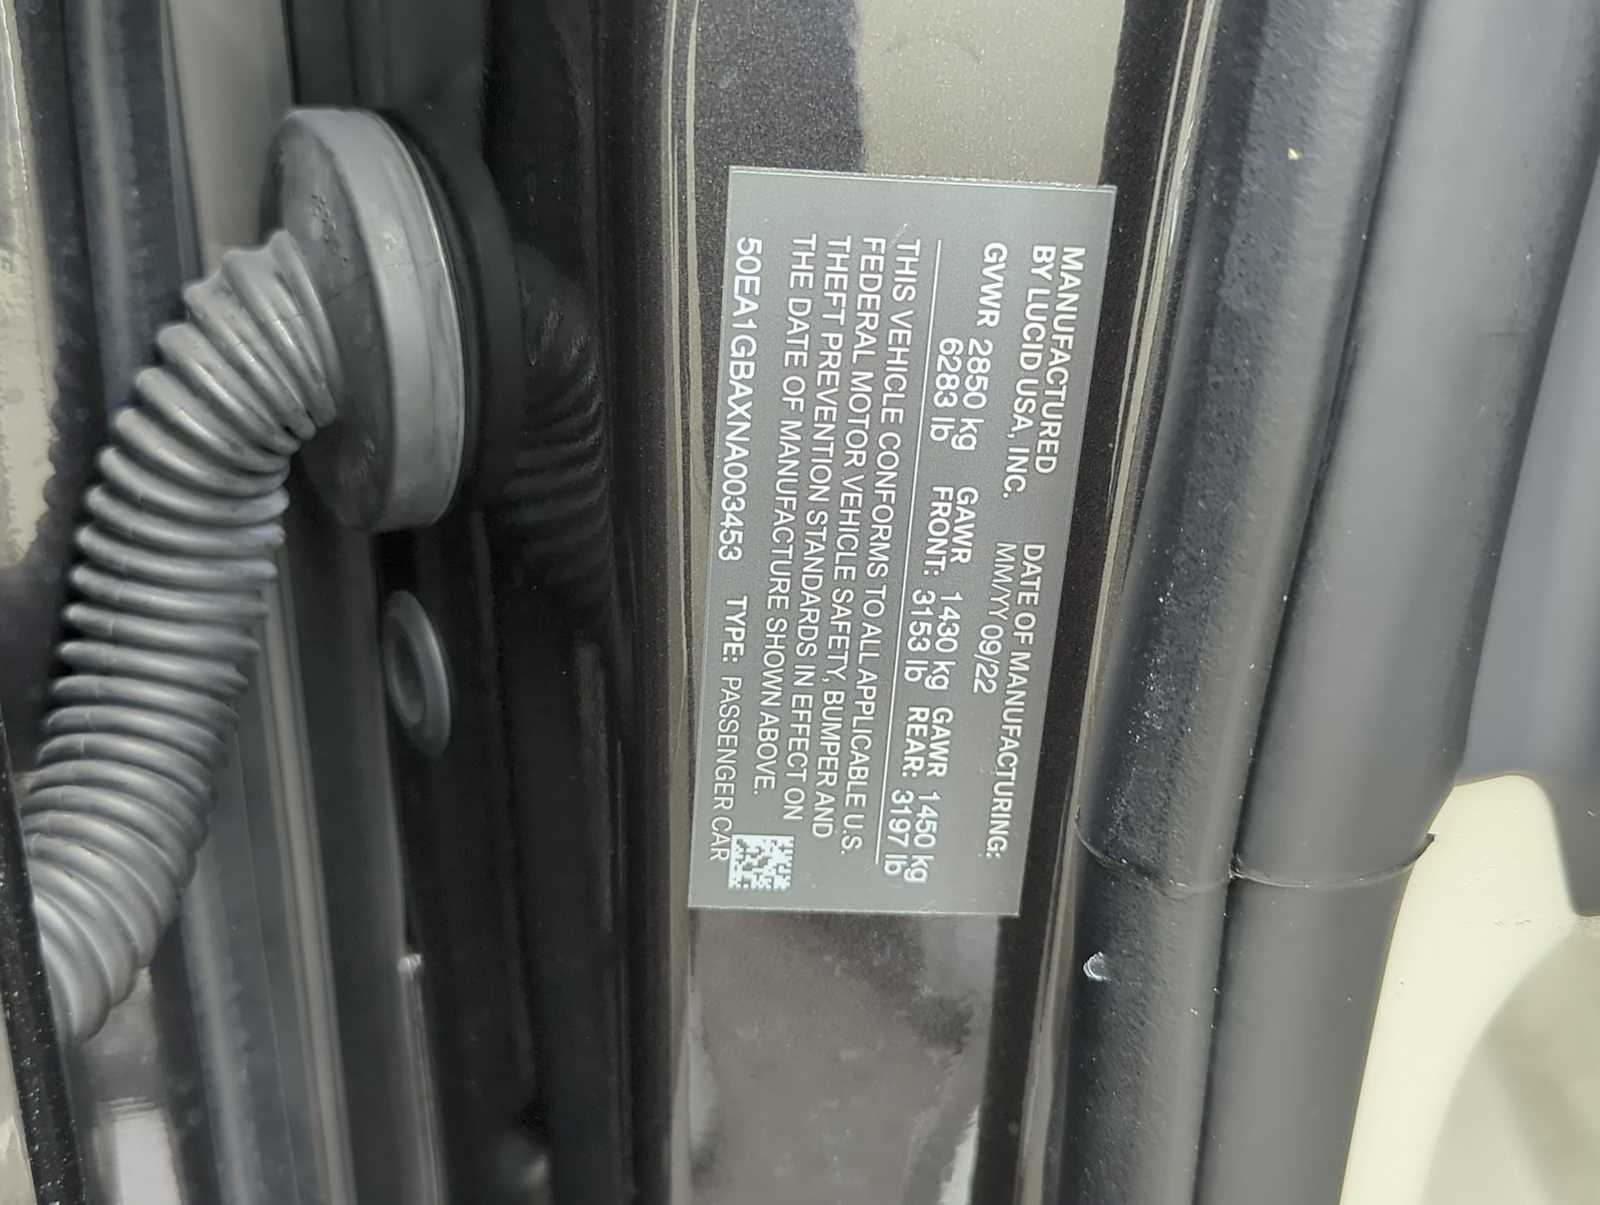 MANUFACTURED
BY LUCID USA, INC.
DATE OF MANUFACTURING:
MM/YY 09/22
GVWR 2850 kg
6283 lb
GAWR 1430 kg
FRONT: 3153 lb
GAWR 1450 kg
REAR: 3197 lb
THIS VEHICLE CONFORMS TO ALL APPLICABLE U.S.
FEDERAL MOTOR VEHICLE SAFETY, BUMPER AND
THEFT PREVENTION STANDARDS IN EFFECT ON
THE DATE OF MANUFACTURE SHOWN ABOVE.
50EA1GBAXNA003453 TYPE: PASSENGER CAR